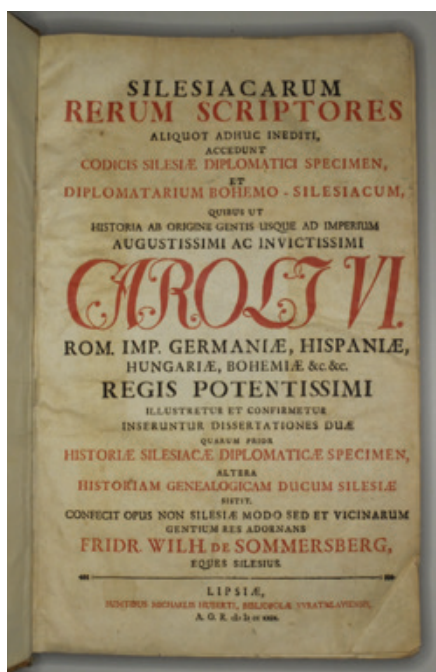 SILESIACARUM
RERUM SCRIPTORES
ALIQUOT ADHUC INEDITI,
ACCEDUNT
CODICIS SILESIÆ DIPLOMATICI SPECIMEN,
ET
DIPLOMATARIUM BOHEMO - SILESIACUM,
QUIBUS UT
HISTORIA AB ORIGINE GENTIS USQUE AD IMPERIUM
AUGUSTISSIMI AC INVICTISSIMI
CAROLI VI.
ROM. IMP. GERMANIÆ, HISPANIÆ,
HUNGARIÆ, BOHEMIÆ &c. &c.
REGIS POTENTISSIMI
ILLUSTRETUR ET CONFIRMETUR
INSERUNTUR DISSERTATIONES DUÆ
QUARUM PRIOR
HISTORIÆ SILESIACÆ DIPLOMATICÆ SPECIMEN,
ALTERA
HISTORIAM GENEALOGICAM DUCUM SILESIÆ
SISTIT.
CONFECIT OPUS NON SILESIÆ MODO SED ET VICINARUM
GENTIUM RES ADORNANS
FRIDR. WILH. DE SOMMERSBERG,
EQUES SILESIUS.
LIPSIÆ,
MICHAELIS HUBERTI, BIBLIOPOLÆ
A. O. R.